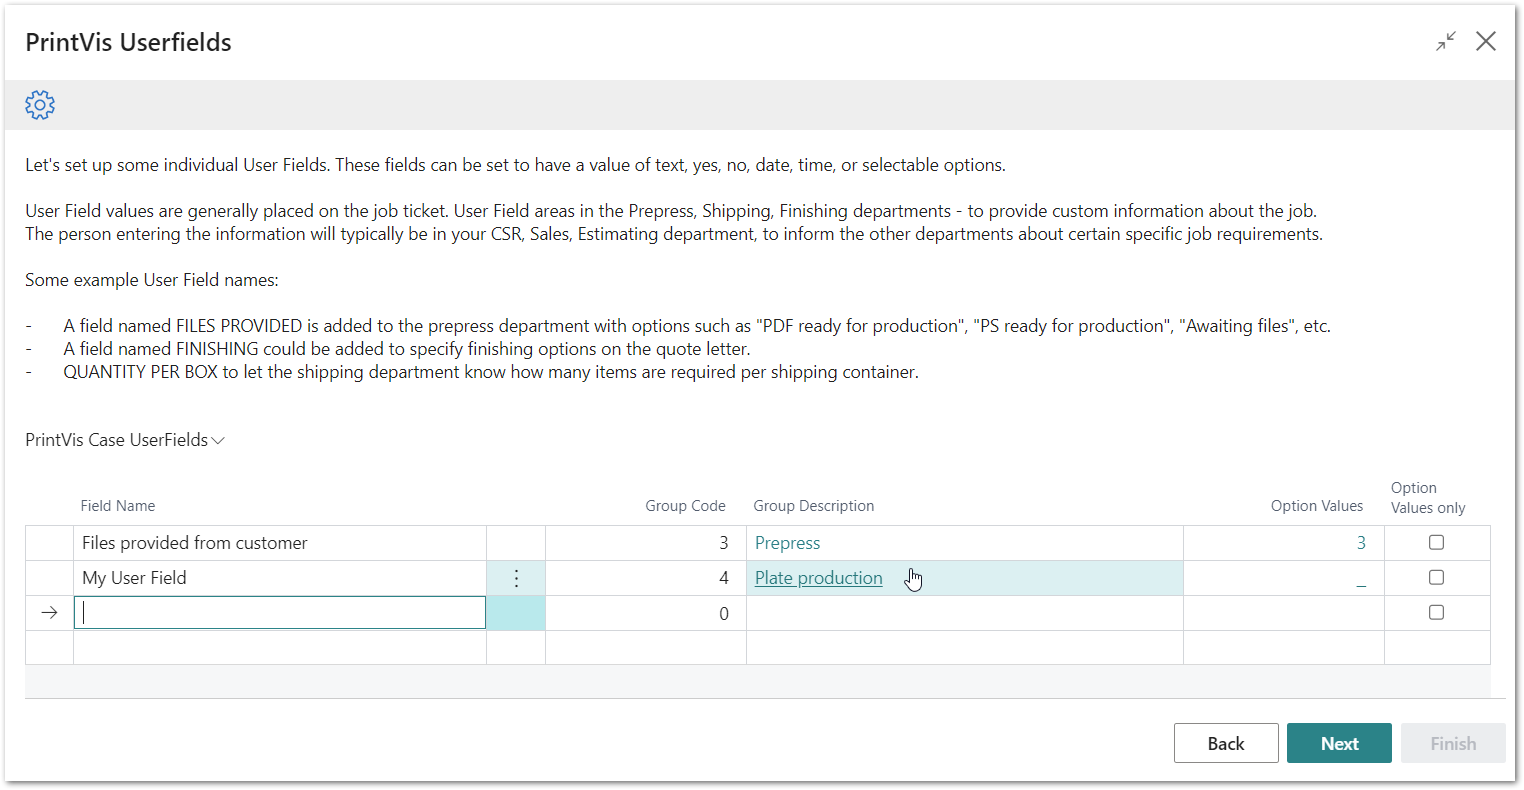 PrintVis Userfields
Let's set up some individual User Fields. These fields can be set to have a value of text, yes, no, date, time, or selectable options.
User Field values are generally placed on the job ticket. User Field areas in the Prepress, Shipping, Finishing departments - to provide custom information about the job.
The person entering the information will typically be in your CSR, Sales, Estimating department, to inform the other departments about certain specific job requirements.
Some example User Field names:
- A field named FILES PROVIDED is added to the prepress department with options such as "PDF ready for production", "PS ready for production", "Awaiting files", etc.
- A field named FINISHING could be added to specify finishing options on the quote letter.
- QUANTITY PER BOX to let the shipping department know how many items are required per shipping container.
PrintVis Case UserFields
Field Name Group Code Group Description Option Values Option Values only
Files provided from customer 3 Prepress 3
My User Field 4 Plate production _
0
Back Next Finish